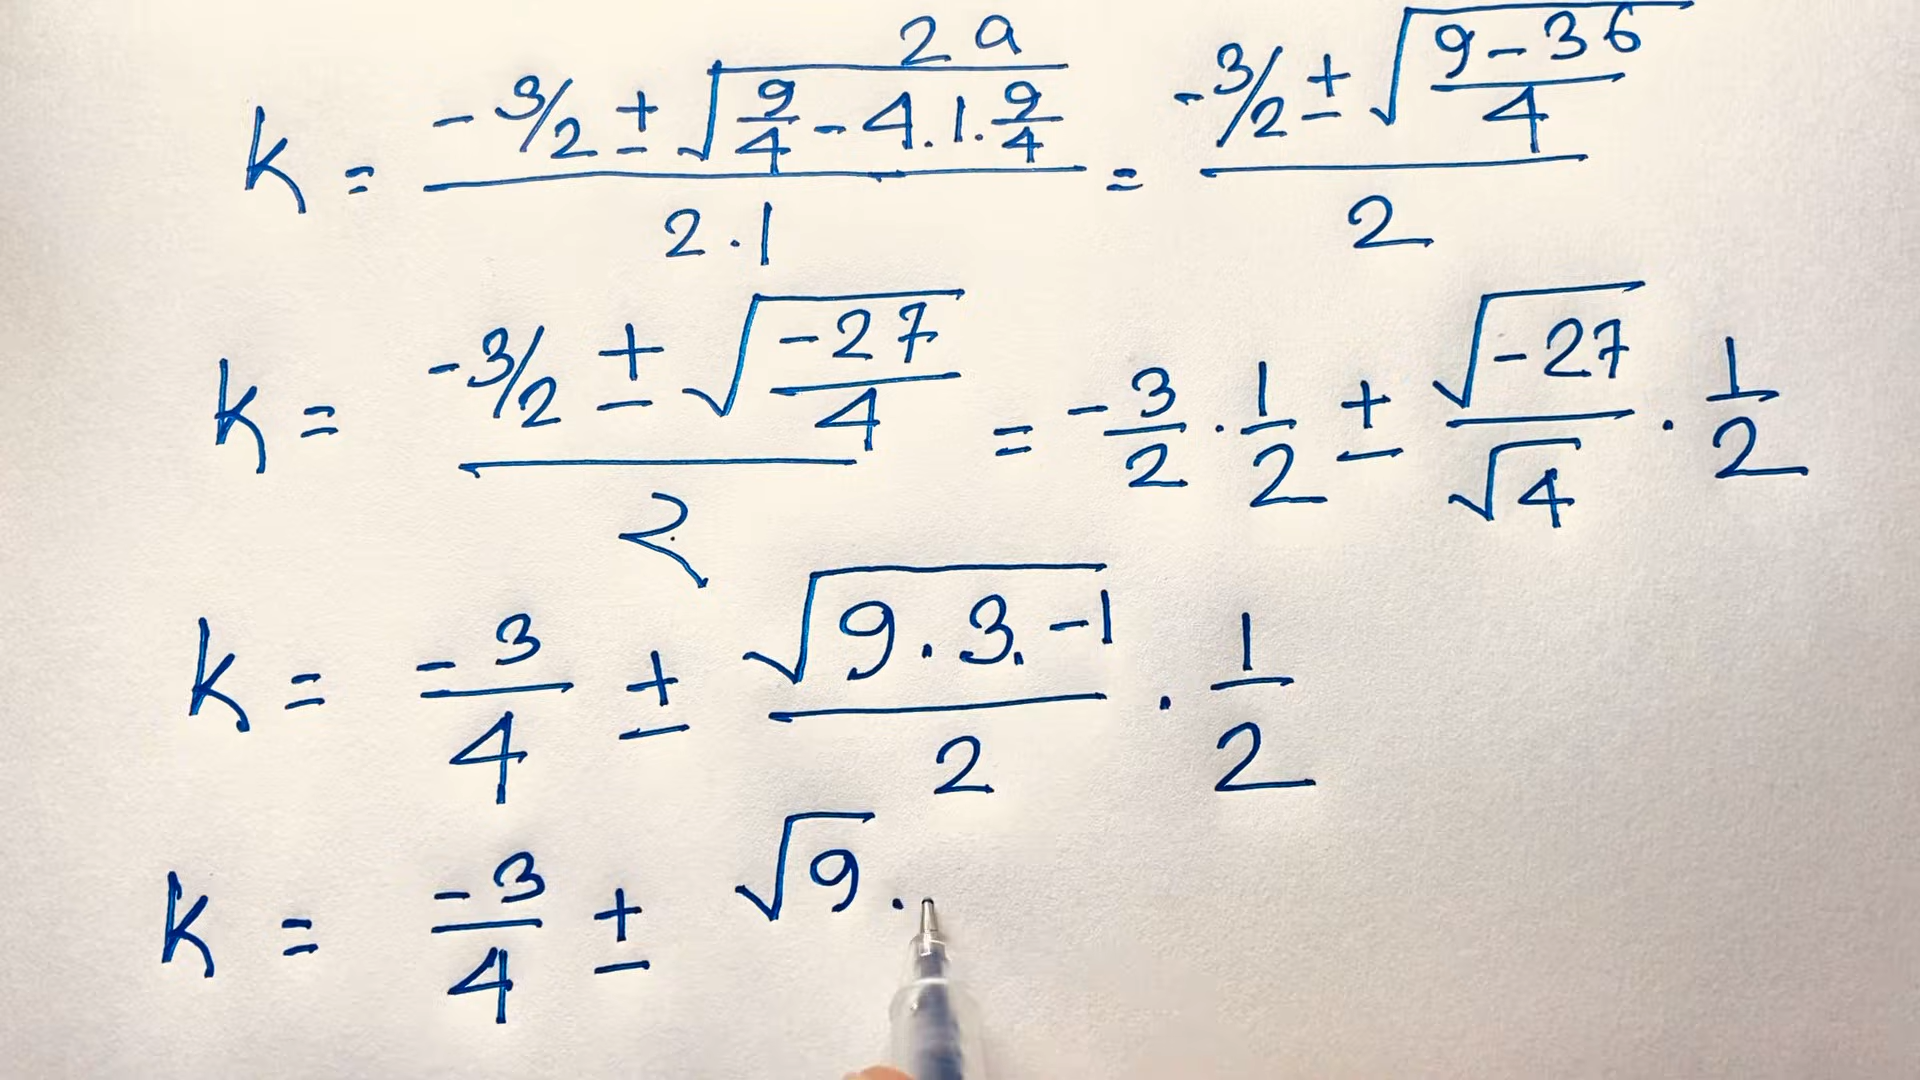 2a
k = (-3/2 ± √(9/4 - 4.1.9/4))/(2.1) = (-3/2 ± √((9-36)/4))/2
k = (-3/2 ± √(-27/4))/2 = -3/2 . 1/2 ± √-27/√4 . 1/2
k = -3/4 ± √(9.3.-1)/2 . 1/2
k = -3/4 ± √9 .